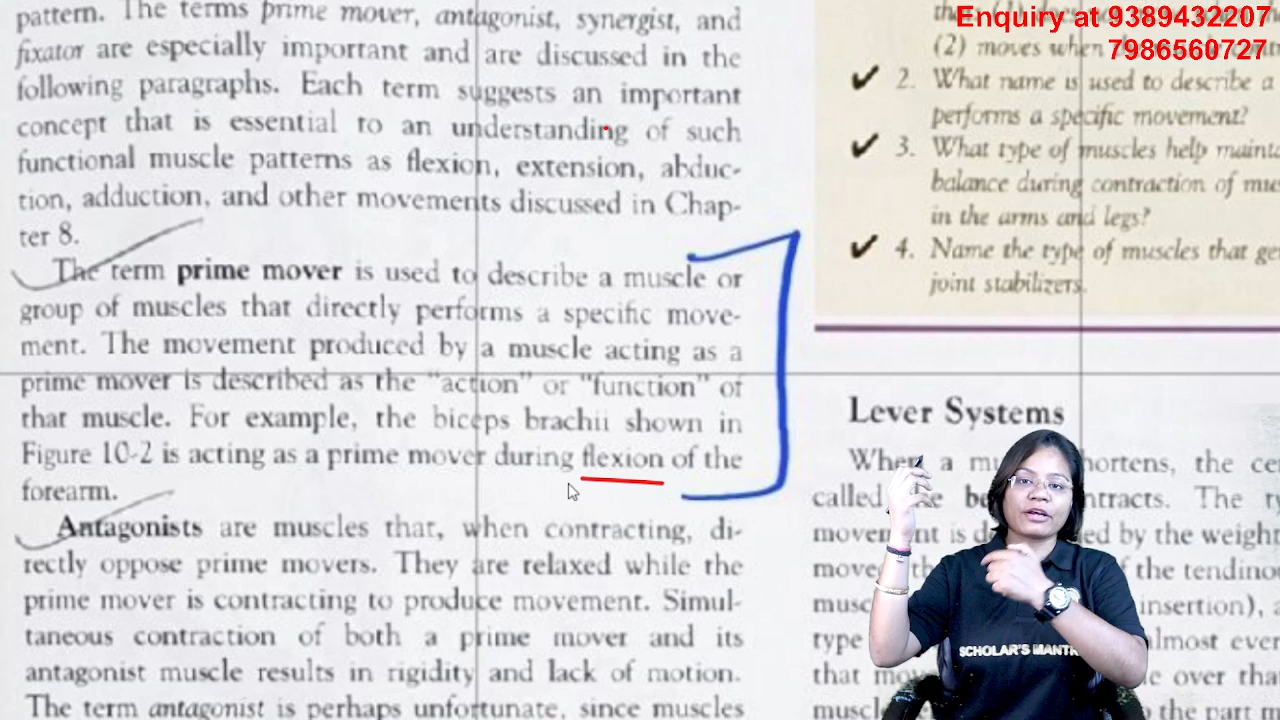 pattern. The terms prime mover, antagonist, synergist, and
fixator are especially important and are discussed in the
following paragraphs. Each term suggests an important
concept that is essential to an understanding of such
functional muscle patterns as flexion, extension, abduc-
tion, adduction, and other movements discussed in Chap-
ter 8.
The term prime mover is used to describe a muscle or
group of muscles that directly performs a specific move-
ment. The movement produced by a muscle acting as a
prime mover is described as the "action" or "function" of
that muscle. For example, the biceps brachii shown in
Figure 10-2 is acting as a prime mover during flexion of the
forearm.
Antagonists are muscles that, when contracting, di-
rectly oppose prime movers. They are relaxed while the
prime mover is contracting to produce movement. Simul-
taneous contraction of both a prime mover and its
antagonist muscle results in rigidity and lack of motion.
The term antagonist is perhaps unfortunate, since muscles
Enquiry at 9389432207
7986560727
(2) moves when
2. What name is used to describe a
performs a specific movement?
3. What type of muscles help
balance during contraction of
in the arms and legs?
4. Name the type of muscles that
joint stabilizers.
Lever Systems
When a shortens, the
called contracts. The
is by the weight
the
insertion), a
type almost
that over
the part
SCHOLAR'S